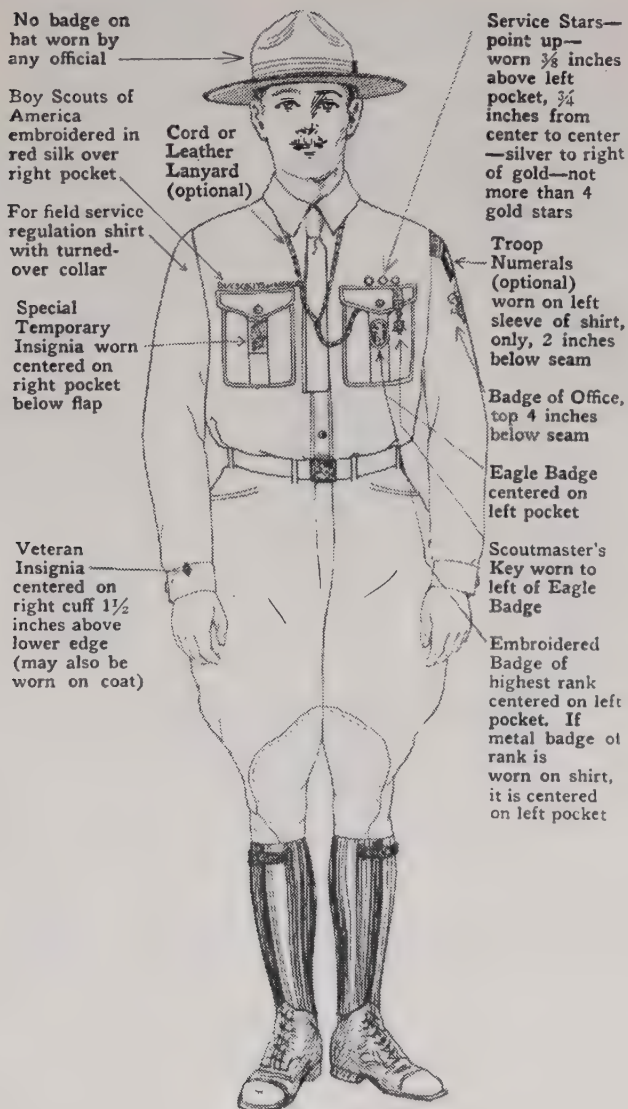 No badge on
hat worn by
any official
Boy Scouts of
America
embroidered in
red silk over
right pocket
For field service
regulation shirt
with turned-
over collar
Special
Temporary
Insignia worn
centered on
right pocket
below flap
Veteran
Insignia
centered on
right cuff 1½
inches above
lower edge
(may also be
worn on coat)
Cord or
Leather
Lanyard
(optional)
Service Stars—
point up—
worn ⅜ inches
above left
pocket, ¾
inches from
center to center
—silver to right
of gold—not
more than 4
gold stars
Troop
Numerals
(optional)
worn on left
sleeve of shirt,
only, 2 inches
below seam
Badge of Office,
top 4 inches
below seam
Eagle Badge
centered on
left pocket
Scoutmaster's
Key worn to
left of Eagle
Badge
Embroidered
Badge of
highest rank
centered on left
pocket. If
metal badge of
rank is
worn on shirt,
it is centered
on left pocket